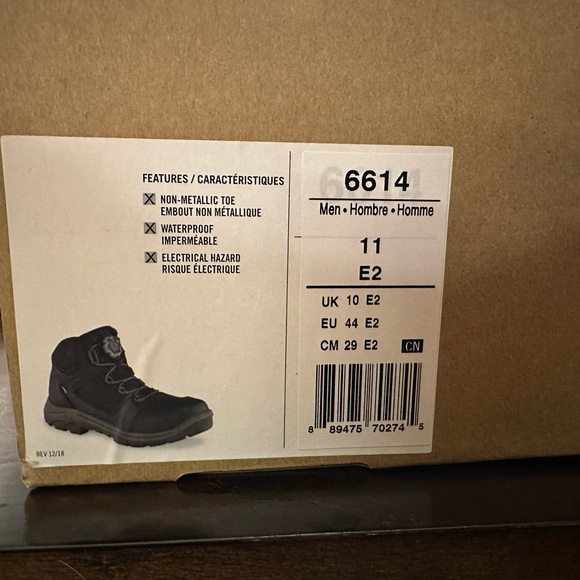 FEATURES / CARACTÉRISTIQUES
X NON-METALLIC TOE
EMBOUT NON MÉTALLIQUE
X WATERPROOF
IMPERMÉABLE
X ELECTRICAL HAZARD
RISQUE ÉLECTRIQUE
REV 12/18
6614
Men • Hombre • Homme
11
E2
UK 10 E2
EU 44 E2
CM 29 E2 CN
8 89475 70274 5